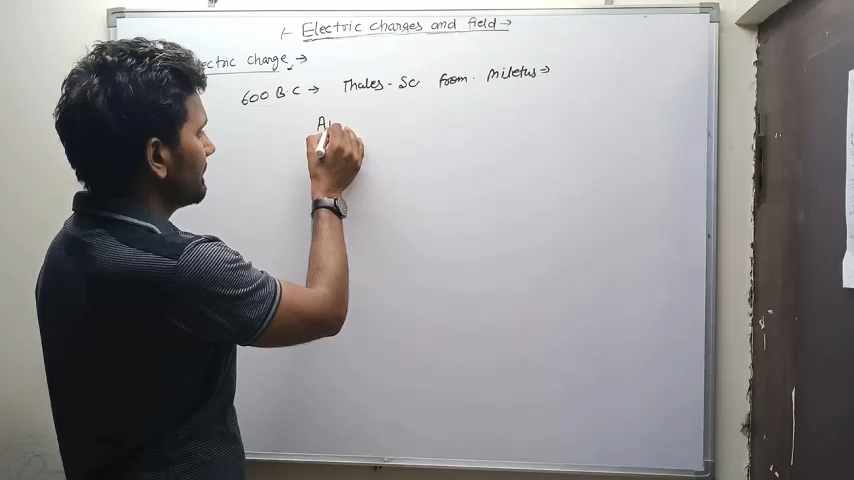 :- Electric charges and field →
ectric charge →
600 B.C → Thales - Sc from Miletus →
A